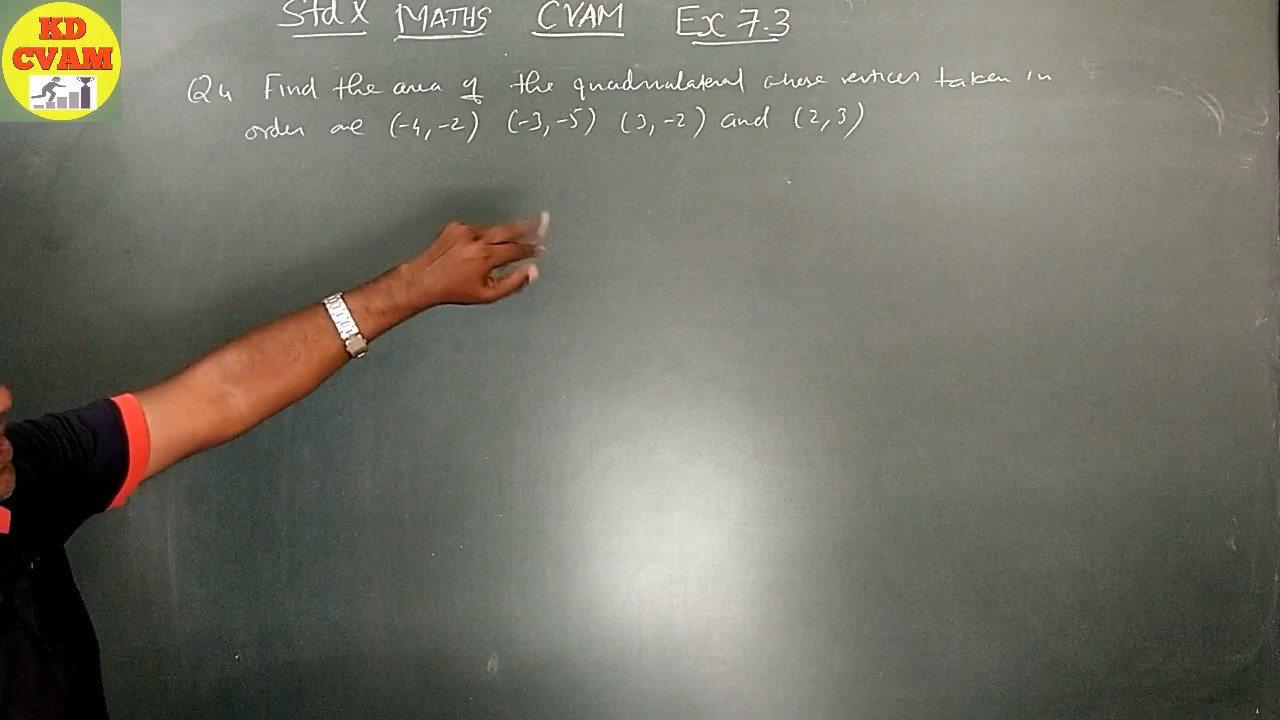 KD
CVAM
Std X MATHS CVAM Ex 7.3
Q4 Find the area of the quadrilateral whose vertices taken in
order are (-4,-2) (-3,-5) (3,-2) and (2,3)